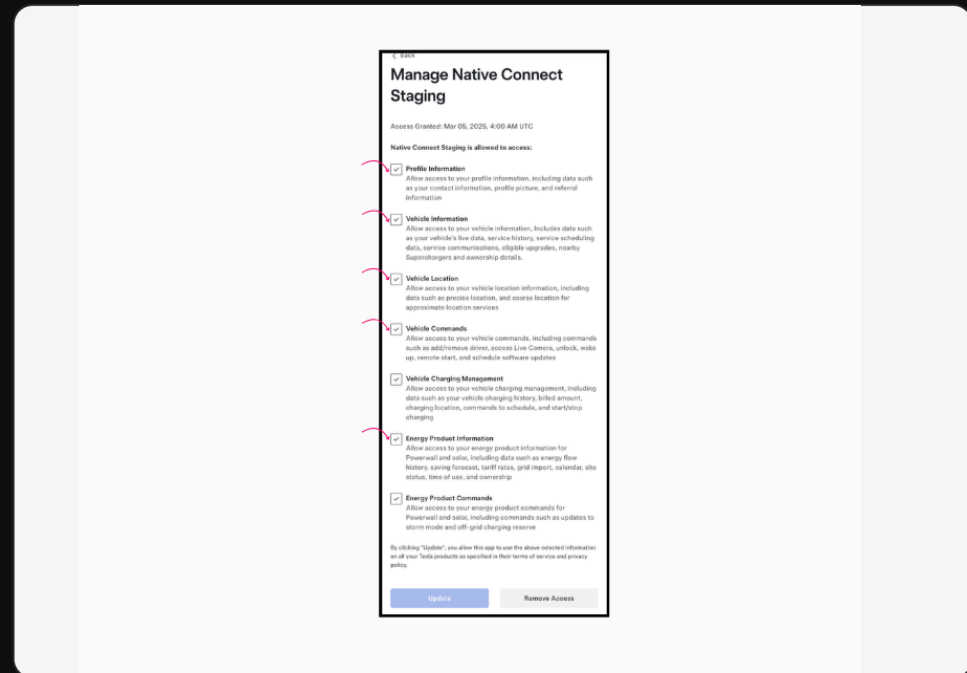 Back
Manage Native Connect
Staging
Access Granted: Mar 05, 2025, 4:00 AM UTC
Native Connect Staging is allowed to access:
Profile Information
Allow access to your profile information, including data such
as your contact information, profile picture, and referral
information
Vehicle Information
Allow access to your vehicle information, Includes data such
as your vehicle's live data, service history, service scheduling
data, service communications, eligible upgrades, nearby
Superchargers and ownership details.
Vehicle Location
Allow access to your vehicle location information, including
data such as precise location, and coarse location for
approximate location services
Vehicle Commands
Allow access to your vehicle commands, including commands
such as add/remove driver, access Live Camera, unlock, wake
up, remote start, and schedule software updates
Vehicle Charging Management
Allow access to your vehicle charging management, including
data such as your vehicle charging history, billed amount,
charging location, commands to schedule, and start/stop
charging
Energy Product Information
Allow access to your energy product information for
Powerwall and solar, including data such as energy flow
history, saving forecast, tariff rates, grid import, calendar, site
status, time of use, and ownership
Energy Product Commands
Allow access to your energy product commands for
Powerwall and solar, including commands such as updates to
storm mode and off-grid charging reserve
By clicking "Update", you allow this app to use the above selected information
on all your Tesla products as specified in their terms of service and privacy
policy.
Update
Remove Access